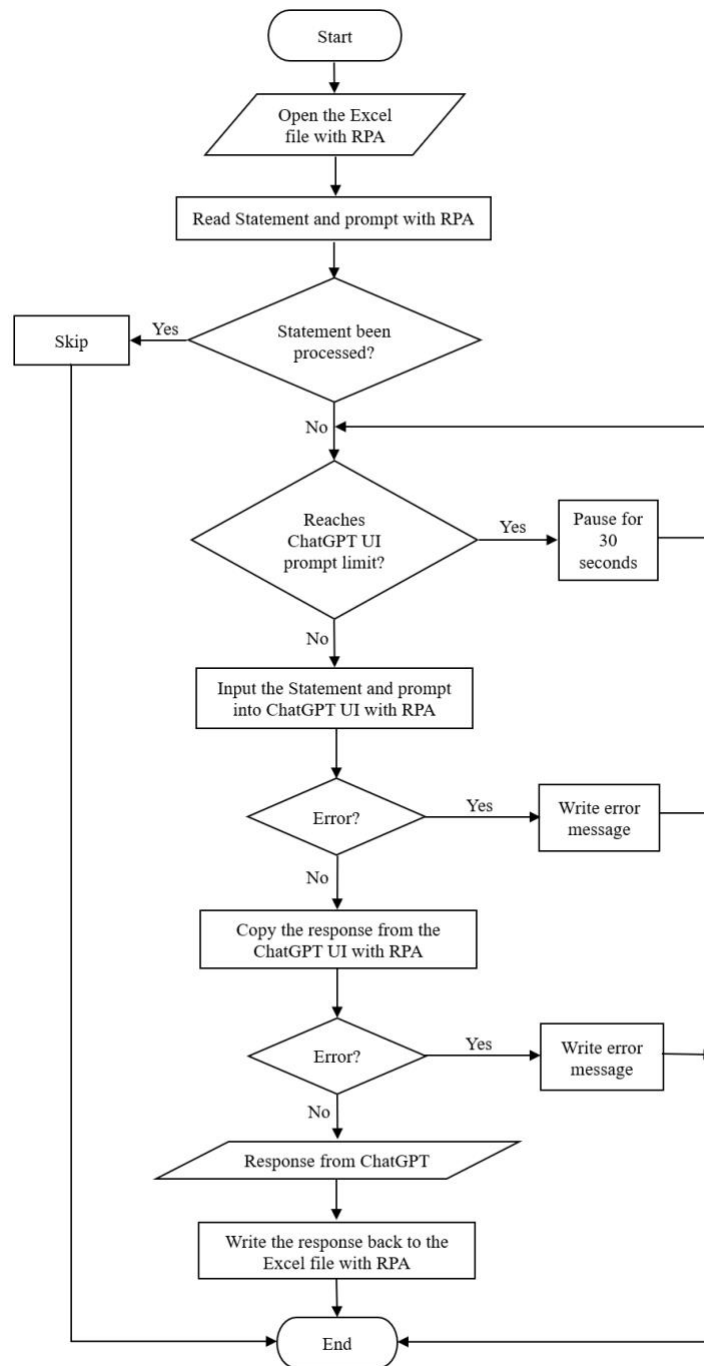 Start
Open the Excel
file with RPA
Read Statement and prompt with RPA
Statement been
processed?
Yes
Skip
No
Reaches
ChatGPT UI
prompt limit?
Yes
Pause for
30
seconds
No
Input the Statement and prompt
into ChatGPT UI with RPA
Error?
Yes
Write error
message
No
Copy the response from the
ChatGPT UI with RPA
Error?
Yes
Write error
message
No
Response from ChatGPT
Write the response back to the
Excel file with RPA
End